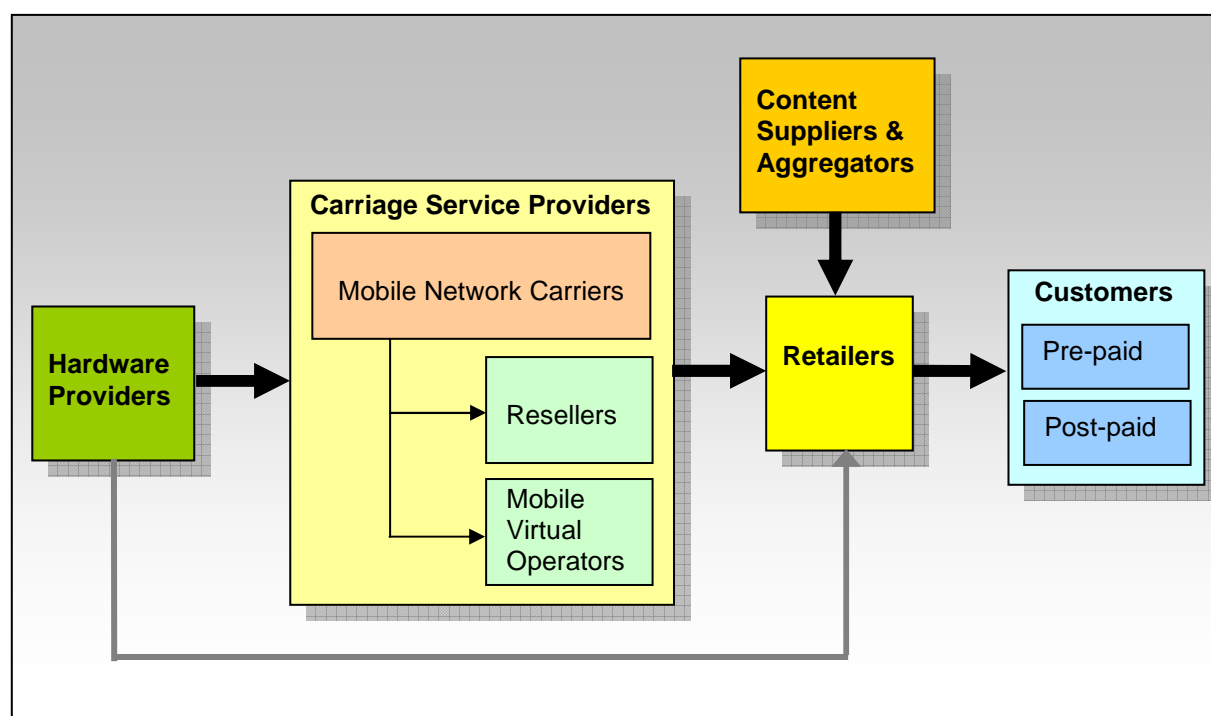 Content
Suppliers &
Aggregators
Carriage Service Providers
Mobile Network Carriers
Resellers
Mobile
Virtual
Operators
Hardware
Providers
Retailers
Customers
Pre-paid
Post-paid